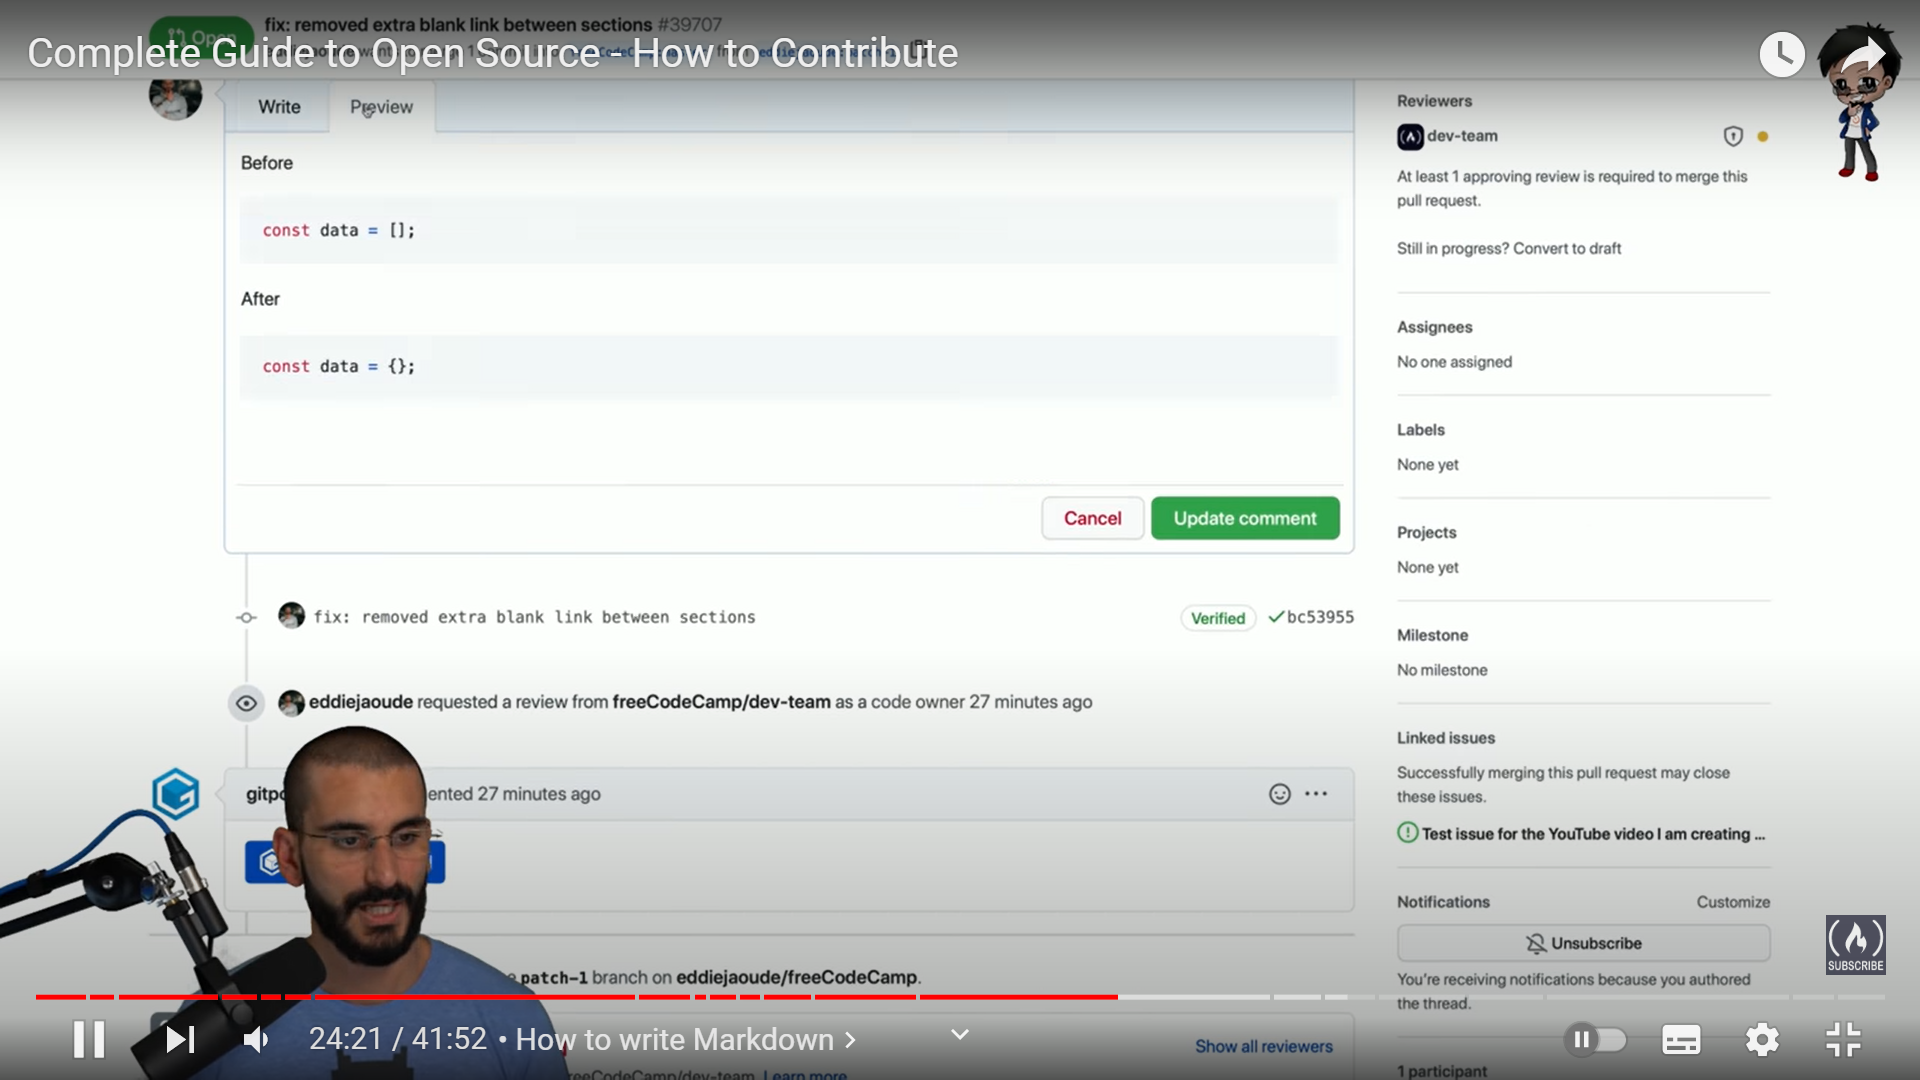 fix: removed extra blank link between sections #39707
Open
Complete Guide to Open Source - How to Contribute
Write
Preview
Before
const data = [];
After
const data = {};
Cancel
Update comment
fix: removed extra blank link between sections
Verified
bc53955
eddiejaoude requested a review from freeCodeCamp/dev-team as a code owner 27 minutes ago
27 minutes ago
patch-1 branch on eddiejaoude/freeCodeCamp.
24:21 / 41:52 • How to write Markdown
Show all reviewers
freeCodeCamp/dev-team. Learn more
Reviewers
dev-team
At least 1 approving review is required to merge this
pull request.
Still in progress? Convert to draft
Assignees
No one assigned
Labels
None yet
Projects
None yet
Milestone
No milestone
Linked issues
Successfully merging this pull request may close
these issues.
Test issue for the YouTube video I am creating ...
Notifications
Customize
Unsubscribe
You're receiving notifications because you authored
the thread.
1 participant
SUBSCRIBE